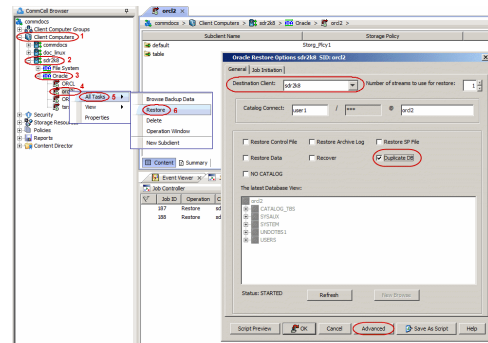 CommCell Browser
commdocs
Client Computer Groups
Client Computers 1
commdocs
doc_linux
sdr2k8 2
File System
Oracle 3
4
ORCL
orcl2
All Tasks 5
View
Properties
Security
Storage Resources
Policies
Reports
Content Director
Browse Backup Data
Restore 6
Delete
Operation Window
New Subclient
orcl2 x
commdocs > Client Computers > sdr2k8 > Oracle > orcl2 >
Subclient Name Storage Policy
default Storg_Plcy1
table
Content Summary
Event Viewer x
Job Controller
Job ID Operation
187 Restore
188 Restore
Oracle Restore Options sdr2k8 SID: orcl2
General Job Initiation
Destination Client: sdr2k8 Number of streams to use for restore: 1
Catalog Connect: user1 / **** @ orcl2
Restore Control File Restore Archive Log Restore SP File
Restore Data Recover Duplicate DB
NO CATALOG
The latest Database View:
orcl2
CATALOG_TBS
SYSAUX
SYSTEM
UNDOTBS1
USERS
Status: STARTED Refresh New Browse
Script Preview OK Cancel Advanced Save As Script Help